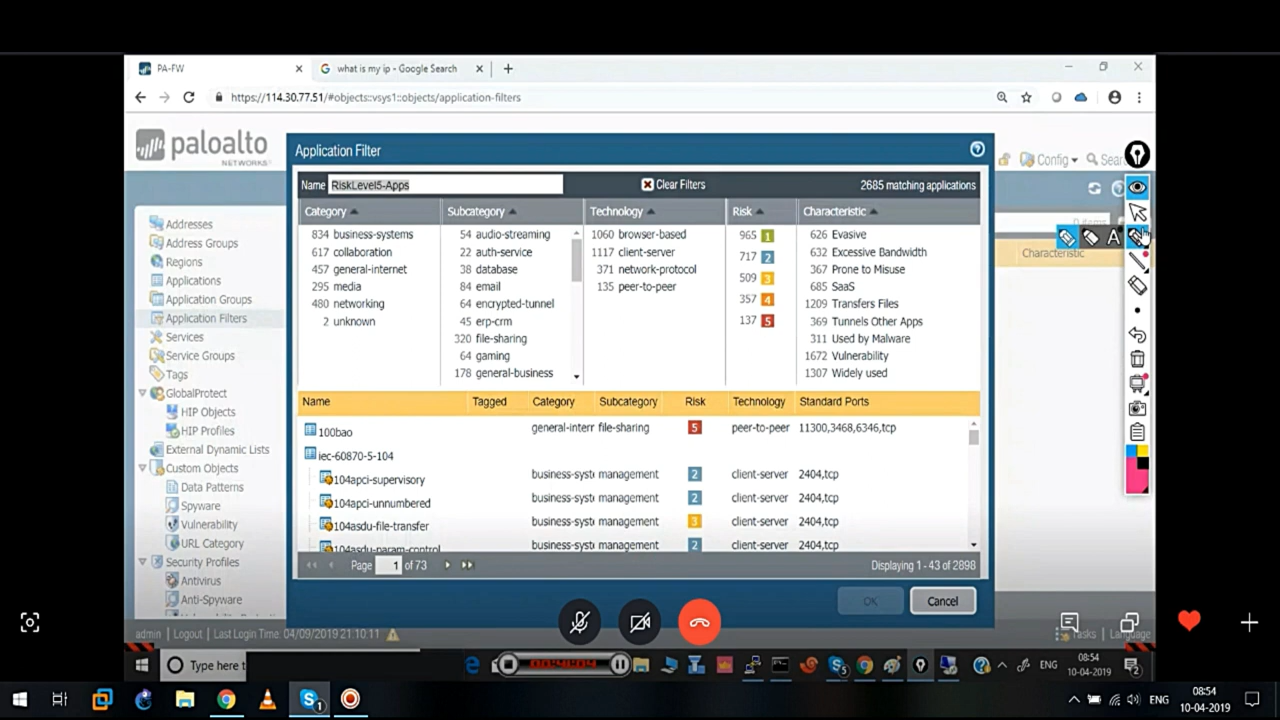 PA-FW
what is my ip - Google Search
https://114.30.77.51/#objects::vsys1::objects/application-filters
paloalto
NETWORKS
Application Filter
Config
Name RiskLevel5-Apps
Clear Filters
2685 matching applications
Category Subcategory Technology Risk Characteristic
834 business-systems 54 audio-streaming 1060 browser-based 965 1 626 Evasive
617 collaboration 22 auth-service 1117 client-server 717 2 632 Excessive Bandwidth
457 general-internet 38 database 371 network-protocol 509 3 367 Prone to Misuse
295 media 84 email 135 peer-to-peer 357 4 685 SaaS
480 networking 64 encrypted-tunnel 137 5 1209 Transfers Files
2 unknown 45 erp-crm 369 Tunnels Other Apps
320 file-sharing 311 Used by Malware
64 gaming 1672 Vulnerability
178 general-business 1307 Widely used
Name Tagged Category Subcategory Risk Technology Standard Ports
100bao general-interr file-sharing 5 peer-to-peer 11300,3468,6346,tcp
iec-60870-5-104
104apci-supervisory business-syste management 2 client-server 2404,tcp
104apci-unnumbered business-syste management 2 client-server 2404,tcp
104asdu-file-transfer business-syste management 3 client-server 2404,tcp
104asdu-param-control business-syste management 2 client-server 2404,tcp
Page 1 of 73
Displaying 1 - 43 of 2898
OK Cancel
Addresses
Address Groups
Regions
Applications
Application Groups
Application Filters
Services
Service Groups
Tags
GlobalProtect
HIP Objects
HIP Profiles
External Dynamic Lists
Custom Objects
Data Patterns
Spyware
Vulnerability
URL Category
Security Profiles
Antivirus
Anti-Spyware
Characteristic
A
admin | Logout | Last Login Time: 04/09/2019 21:10:11
Tasks | Language
Type here t
ENG
08:54
10-04-2019
2
ENG
08:54
10-04-2019